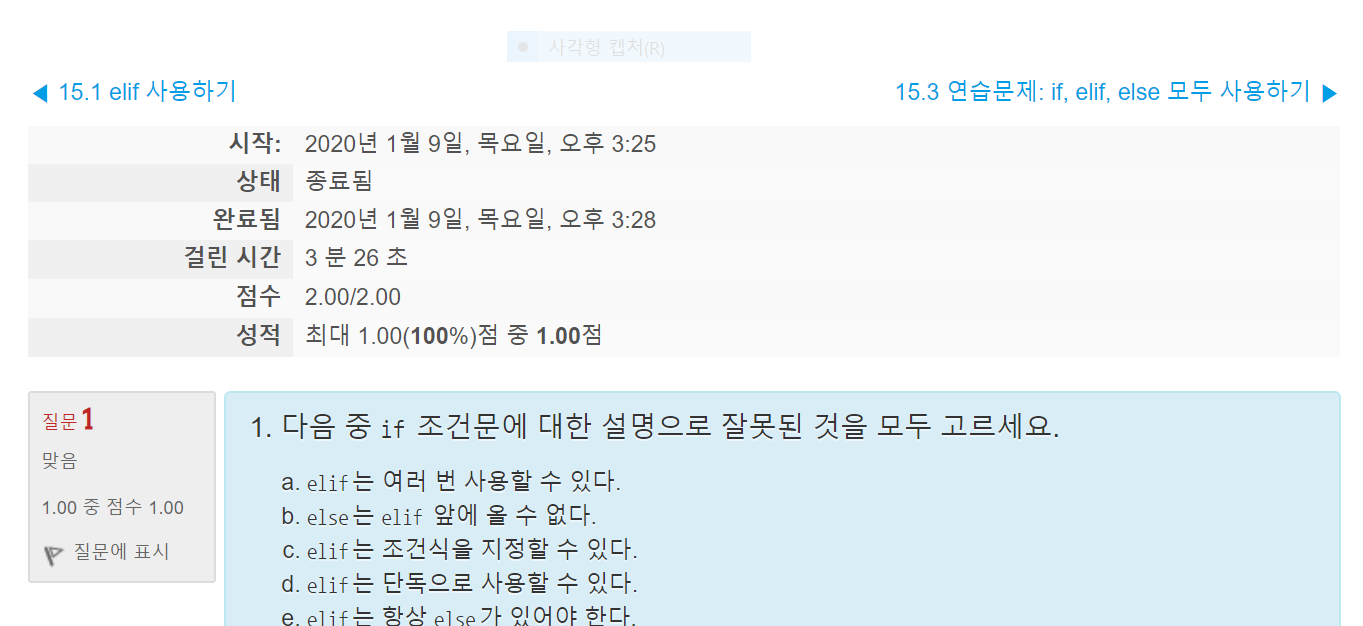 사각형 캡처(R)
◀ 15.1 elif 사용하기
15.3 연습문제: if, elif, else 모두 사용하기 ▶
시작: 2020년 1월 9일, 목요일, 오후 3:25
상태 종료됨
완료됨 2020년 1월 9일, 목요일, 오후 3:28
걸린 시간 3 분 26 초
점수 2.00/2.00
성적 최대 1.00(100%)점 중 1.00점
질문 1
맞음
1.00 중 점수 1.00
질문에 표시
1. 다음 중 if 조건문에 대한 설명으로 잘못된 것을 모두 고르세요.
a. elif는 여러 번 사용할 수 있다.
b. else는 elif 앞에 올 수 없다.
c. elif는 조건식을 지정할 수 있다.
d. elif는 단독으로 사용할 수 있다.
e. elif는 항상 else가 있어야 한다.